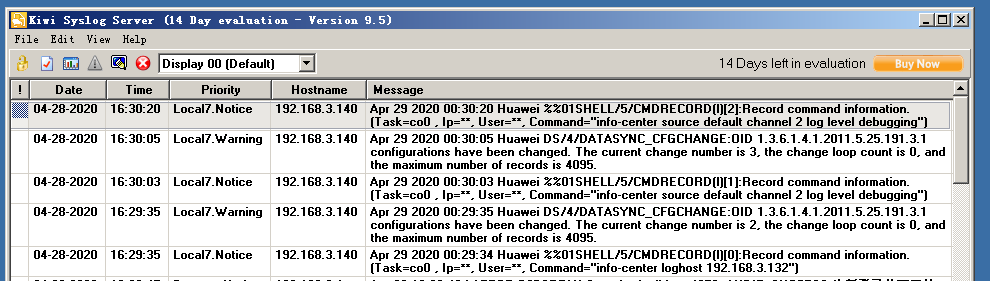 Kiwi Syslog Server (14 Day evaluation - Version 9.5)
File Edit View Help
Display 00 (Default)
14 Days left in evaluation
Buy Now
! Date Time Priority Hostname Message
04-28-2020 16:30:20 Local7.Notice 192.168.3.140 Apr 29 2020 00:30:20 Huawei %%01SHELL/5/CMDRECORD(l)[2]:Record command information.
(Task=co0 , Ip=**, User=**, Command="info-center source default channel 2 log level debugging")
04-28-2020 16:30:05 Local7.Warning 192.168.3.140 Apr 29 2020 00:30:05 Huawei DS/4/DATASYNC_CFGCHANGE:OID 1.3.6.1.4.1.2011.5.25.191.3.1
configurations have been changed. The current change number is 3, the change loop count is 0, and
the maximum number of records is 4095.
04-28-2020 16:30:03 Local7.Notice 192.168.3.140 Apr 29 2020 00:30:03 Huawei %%01SHELL/5/CMDRECORD(l)[1]:Record command information.
(Task=co0 , Ip=**, User=**, Command="info-center source default channel 2 log level debugging")
04-28-2020 16:29:35 Local7.Warning 192.168.3.140 Apr 29 2020 00:29:35 Huawei DS/4/DATASYNC_CFGCHANGE:OID 1.3.6.1.4.1.2011.5.25.191.3.1
configurations have been changed. The current change number is 2, the change loop count is 0, and
the maximum number of records is 4095.
04-28-2020 16:29:35 Local7.Notice 192.168.3.140 Apr 29 2020 00:29:34 Huawei %%01SHELL/5/CMDRECORD(l)[0]:Record command information.
(Task=co0 , Ip=**, User=**, Command="info-center loghost 192.168.3.132")